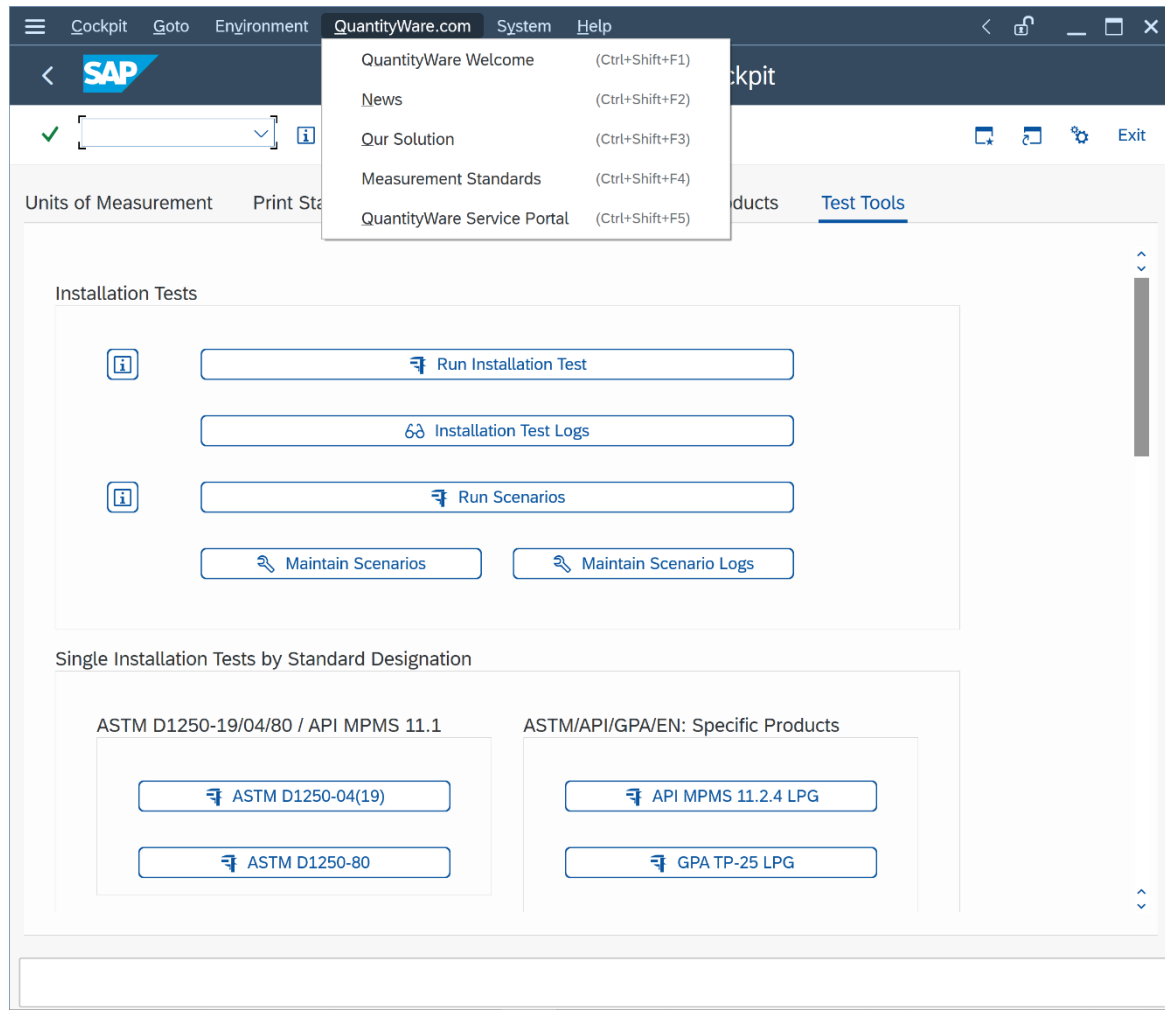 Cockpit Goto Environment QuantityWare.com System Help
QuantityWare Welcome (Ctrl+Shift+F1)
SAP
News (Ctrl+Shift+F2)
Our Solution (Ctrl+Shift+F3)
Exit
Measurement Standards (Ctrl+Shift+F4)
QuantityWare Service Portal (Ctrl+Shift+F5)
Units of Measurement Print Test Tools
Installation Tests
Run Installation Test
Installation Test Logs
Run Scenarios
Maintain Scenarios Maintain Scenario Logs
Single Installation Tests by Standard Designation
ASTM D1250-19/04/80 / API MPMS 11.1 ASTM/API/GPA/EN: Specific Products
ASTM D1250-04(19) API MPMS 11.2.4 LPG
ASTM D1250-80 GPA TP-25 LPG